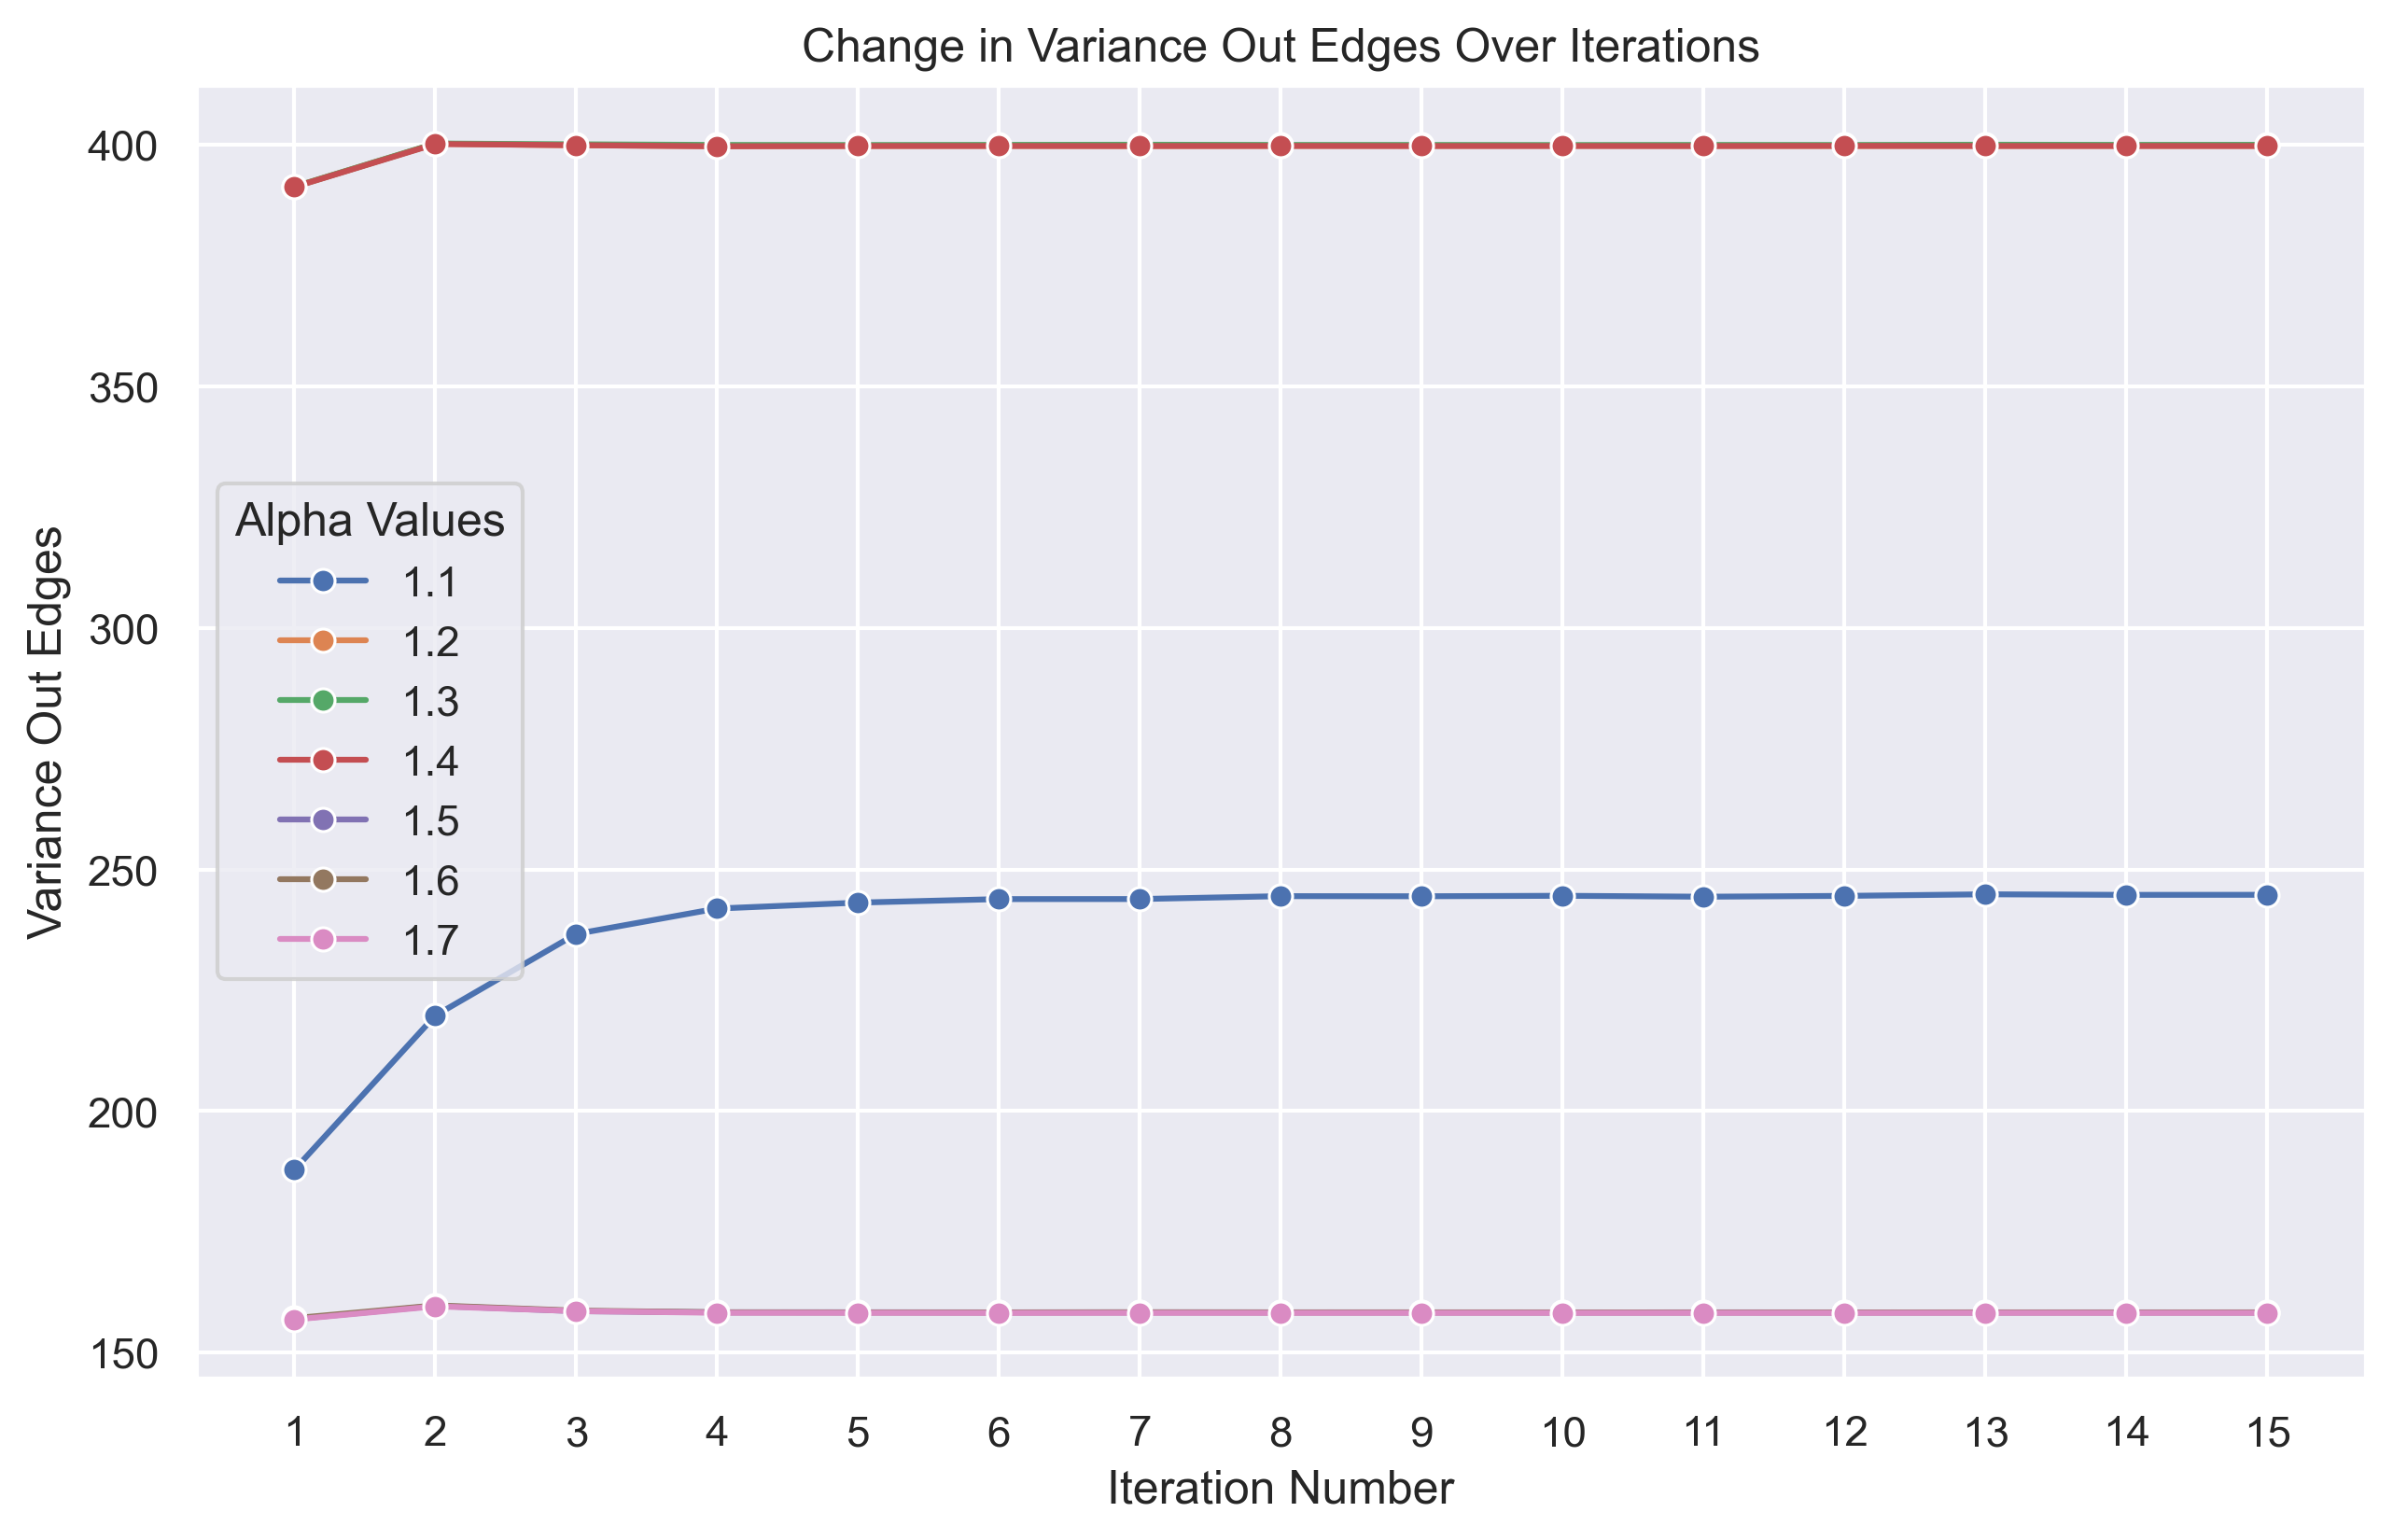 Change in Variance Out Edges Over Iterations
Variance Out Edges
400
350
300
250
200
150
Alpha Values
1.1
1.2
1.3
1.4
1.5
1.6
1.7
1 2 3 4 5 6 7 8 9 10 11 12 13 14 15
Iteration Number